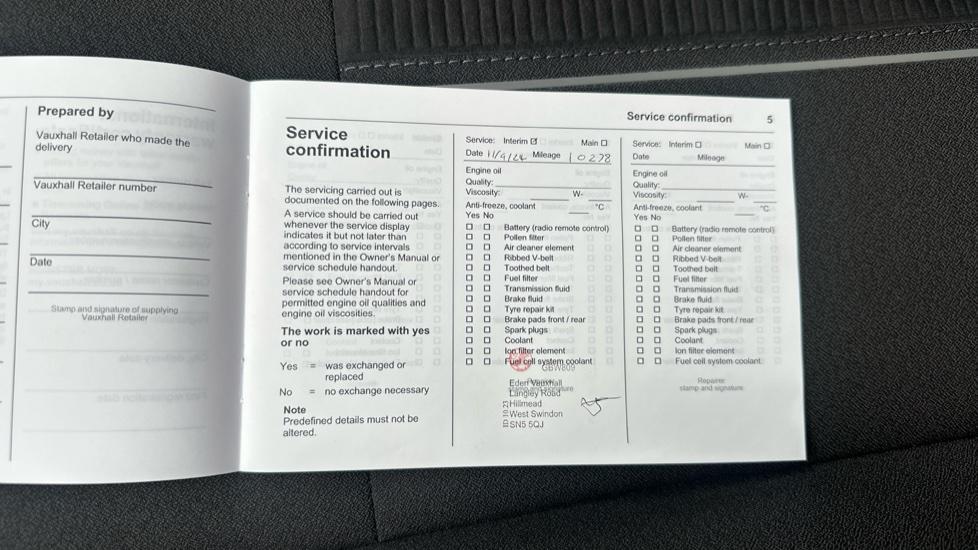 Prepared by
Vauxhall Retailer who made the
delivery
Vauxhall Retailer number
City
Date
Stamp and signature of supplying
Vauxhall Retailer
Service confirmation 5
Service
confirmation
The servicing carried out is
documented on the following pages.
A service should be carried out
whenever the service display
indicates it but not later than
according to service intervals
mentioned in the Owner's Manual or
service schedule handout.
Please see Owner's Manual or
service schedule handout for
permitted engine oil qualities and
engine oil viscosities.
The work is marked with yes
or no
Yes = was exchanged or
replaced
No = no exchange necessary
Note
Predefined details must not be
altered.
Service: Interim ☑ Main ☐
Date 11/9/24 Mileage 10278
Engine oil
Quality:
Viscosity: W-
Anti-freeze, coolant °C
Yes No
☐ ☐ Battery (radio remote control)
☐ ☐ Pollen filter
☐ ☐ Air cleaner element
☐ ☐ Ribbed V-belt
☐ ☐ Toothed belt
☐ ☐ Fuel filter
☐ ☐ Transmission fluid
☐ ☐ Brake fluid
☐ ☐ Tyre repair kit
☐ ☐ Brake pads front / rear
☐ ☐ Spark plugs
☐ ☐ Coolant
☐ ☐ Ion filter element
☐ ☐ Fuel cell system coolant
GBW809
Eden Vauxhall
Langley Road
Hillmead
West Swindon
SN5 5QJ
Service: Interim ☐ Main ☐
Date Mileage
Engine oil
Quality:
Viscosity: W-
Anti-freeze, coolant °C
Yes No
☐ ☐ Battery (radio remote control)
☐ ☐ Pollen filter
☐ ☐ Air cleaner element
☐ ☐ Ribbed V-belt
☐ ☐ Toothed belt
☐ ☐ Fuel filter
☐ ☐ Transmission fluid
☐ ☐ Brake fluid
☐ ☐ Tyre repair kit
☐ ☐ Brake pads front / rear
☐ ☐ Spark plugs
☐ ☐ Coolant
☐ ☐ Ion filter element
☐ ☐ Fuel cell system coolant
Repairer
stamp and signature